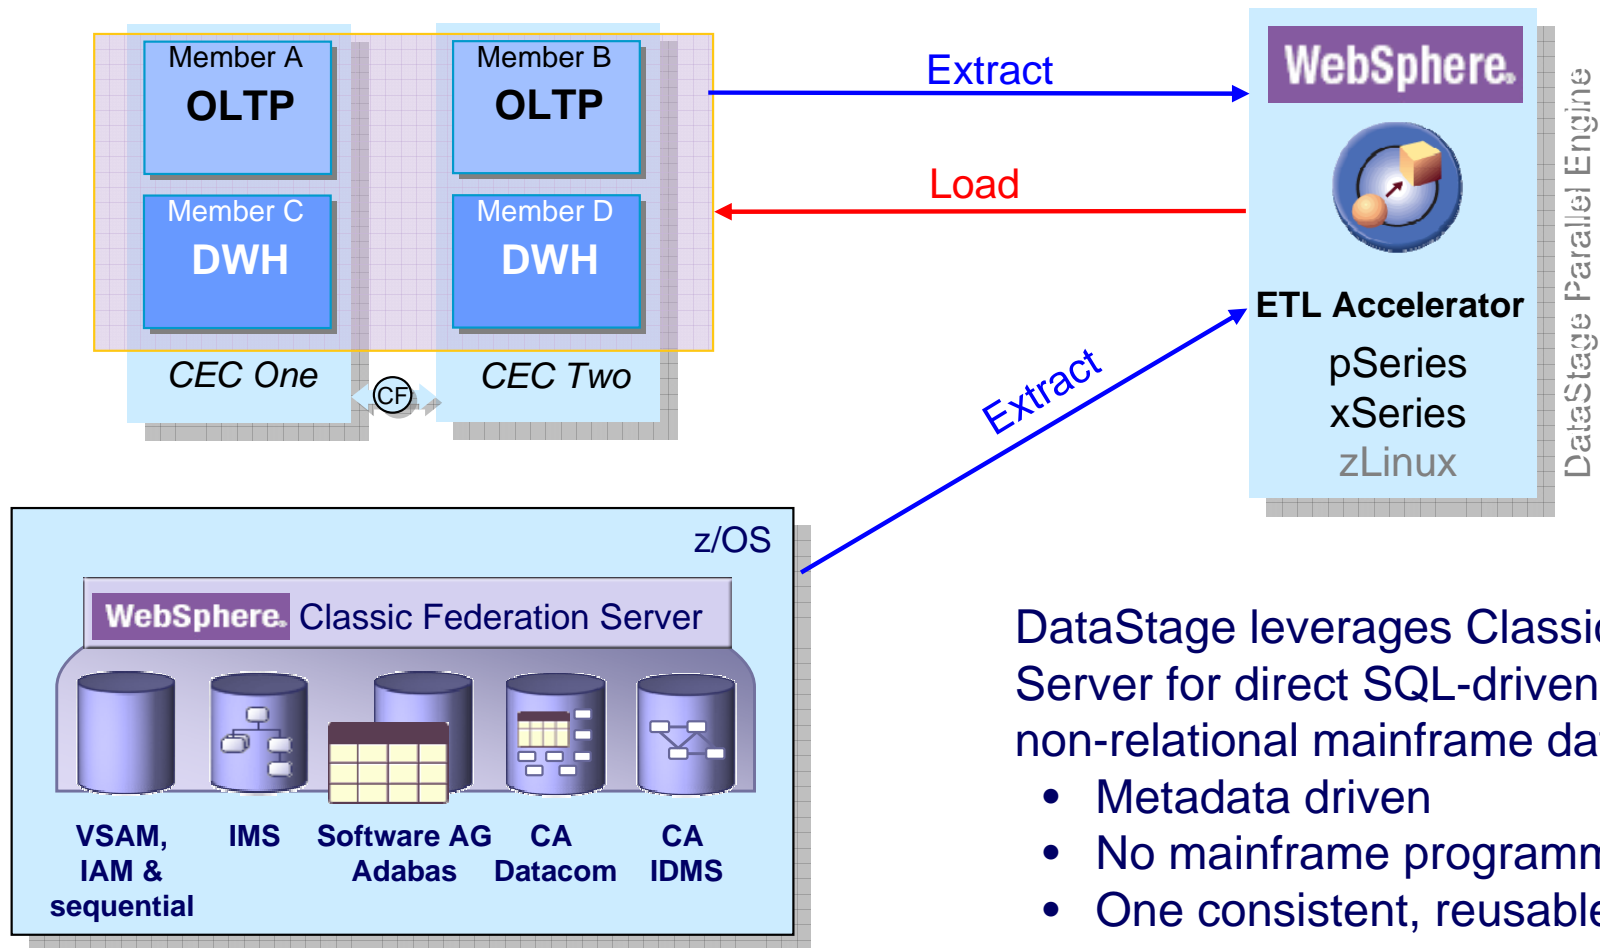 Member A
OLTP
Member B
OLTP
Member C
DWH
Member D
DWH
CEC One
CF
CEC Two
Extract
Load
Extract
WebSphere.
ETL Accelerator
pSeries
xSeries
zLinux
DataStage Parallel Engine
z/OS
WebSphere. Classic Federation Server
VSAM,
IAM &
sequential
IMS
Software AG
Adabas
CA
Datacom
CA
IDMS
DataStage leverages Classic
Server for direct SQL-driven
non-relational mainframe
• Metadata driven
• No mainframe
• One consistent, reusable